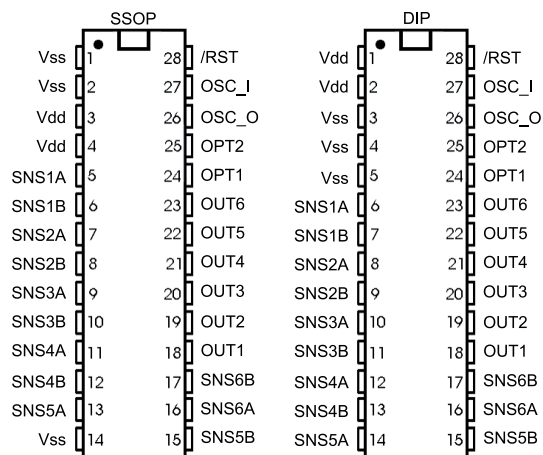 SSOP DIP
Vss 1 28 /RST Vdd 1 28 /RST
Vss 2 27 OSC_I Vdd 2 27 OSC_I
Vdd 3 26 OSC_O Vss 3 26 OSC_O
Vdd 4 25 OPT2 Vss 4 25 OPT2
SNS1A 5 24 OPT1 Vss 5 24 OPT1
SNS1B 6 23 OUT6 SNS1A 6 23 OUT6
SNS2A 7 22 OUT5 SNS1B 7 22 OUT5
SNS2B 8 21 OUT4 SNS2A 8 21 OUT4
SNS3A 9 20 OUT3 SNS2B 9 20 OUT3
SNS3B 10 19 OUT2 SNS3A 10 19 OUT2
SNS4A 11 18 OUT1 SNS3B 11 18 OUT1
SNS4B 12 17 SNS6B SNS4A 12 17 SNS6B
SNS5A 13 16 SNS6A SNS4B 13 16 SNS6A
Vss 14 15 SNS5B SNS5A 14 15 SNS5B